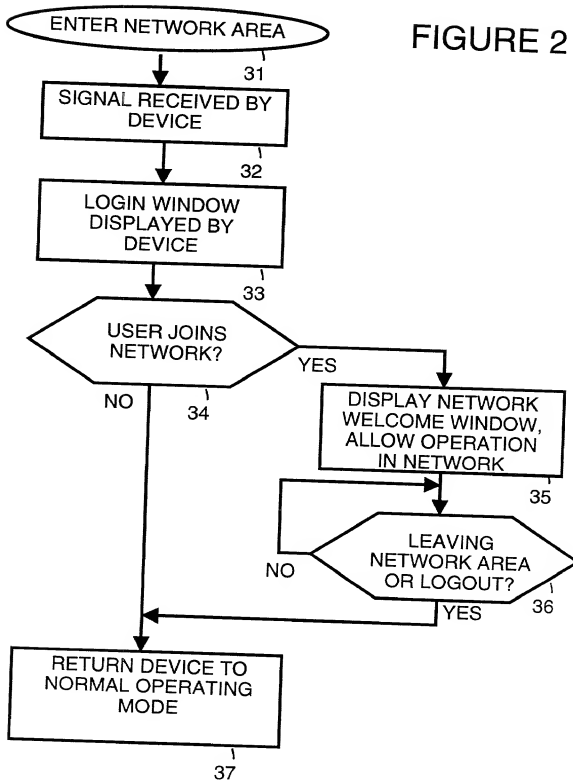 ENTER NETWORK AREA
FIGURE 2
31
SIGNAL RECEIVED BY
DEVICE
32
LOGIN WINDOW
DISPLAYED BY
DEVICE
33
USER JOINS
NETWORK?
YES
NO
34
DISPLAY NETWORK
WELCOME WINDOW,
ALLOW OPERATION
IN NETWORK
35
LEAVING
NETWORK AREA
OR LOGOUT?
NO
36
YES
RETURN DEVICE TO
NORMAL OPERATING
MODE
37